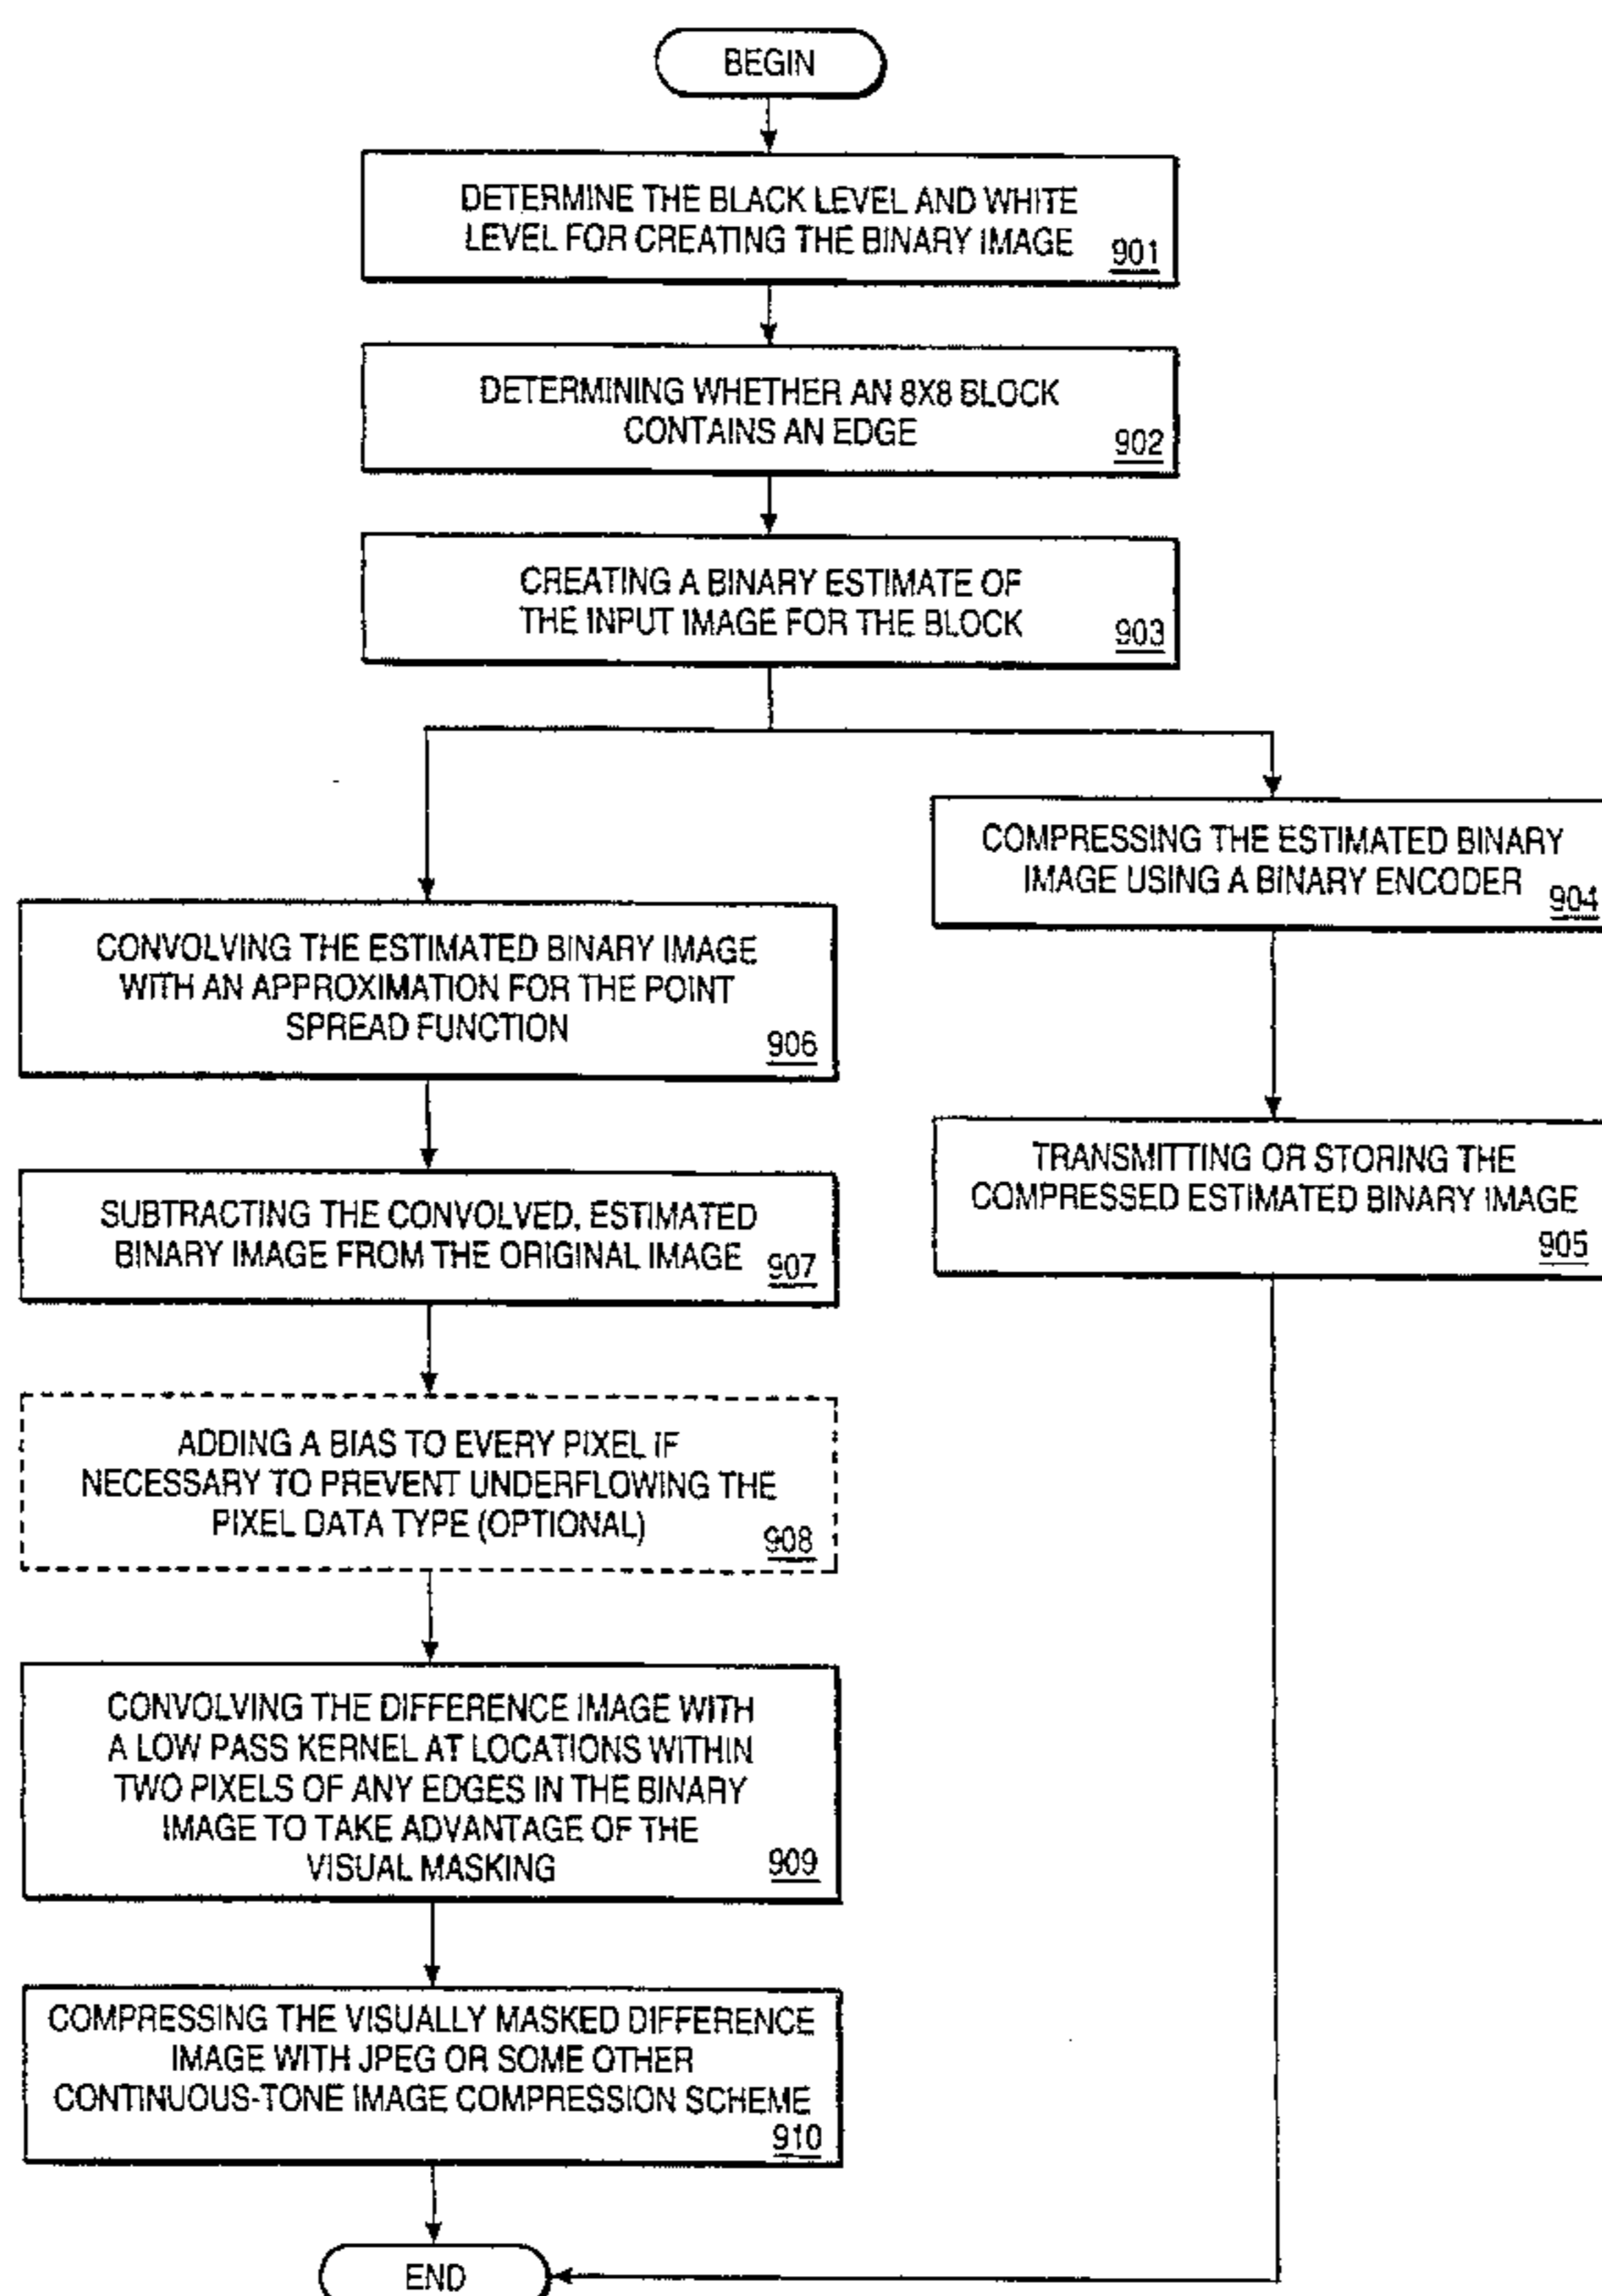 BEGIN
DETERMINE THE BLACK LEVEL AND WHITE
LEVEL FOR CREATING THE BINARY IMAGE
901
DETERMINING WHETHER AN 8X8 BLOCK
CONTAINS AN EDGE
902
CREATING A BINARY ESTIMATE OF
THE INPUT IMAGE FOR THE BLOCK
903
COMPRESSING THE ESTIMATED BINARY
IMAGE USING A BINARY ENCODER
904
TRANSMITTING OR STORING THE
COMPRESSED ESTIMATED BINARY IMAGE
905
CONVOLVING THE ESTIMATED BINARY IMAGE
WITH AN APPROXIMATION FOR THE POINT
SPREAD FUNCTION
906
SUBTRACTING THE CONVOLVED, ESTIMATED
BINARY IMAGE FROM THE ORIGINAL IMAGE
907
ADDING A BIAS TO EVERY PIXEL IF
NECESSARY TO PREVENT UNDERFLOWING THE
PIXEL DATA TYPE (OPTIONAL)
908
CONVOLVING THE DIFFERENCE IMAGE WITH
A LOW PASS KERNEL AT LOCATIONS WITHIN
TWO PIXELS OF ANY EDGES IN THE BINARY
IMAGE TO TAKE ADVANTAGE OF THE
VISUAL MASKING
909
COMPRESSING THE VISUALLY MASKED DIFFERENCE
IMAGE WITH JPEG OR SOME OTHER
CONTINUOUS-TONE IMAGE COMPRESSION SCHEME
910
END